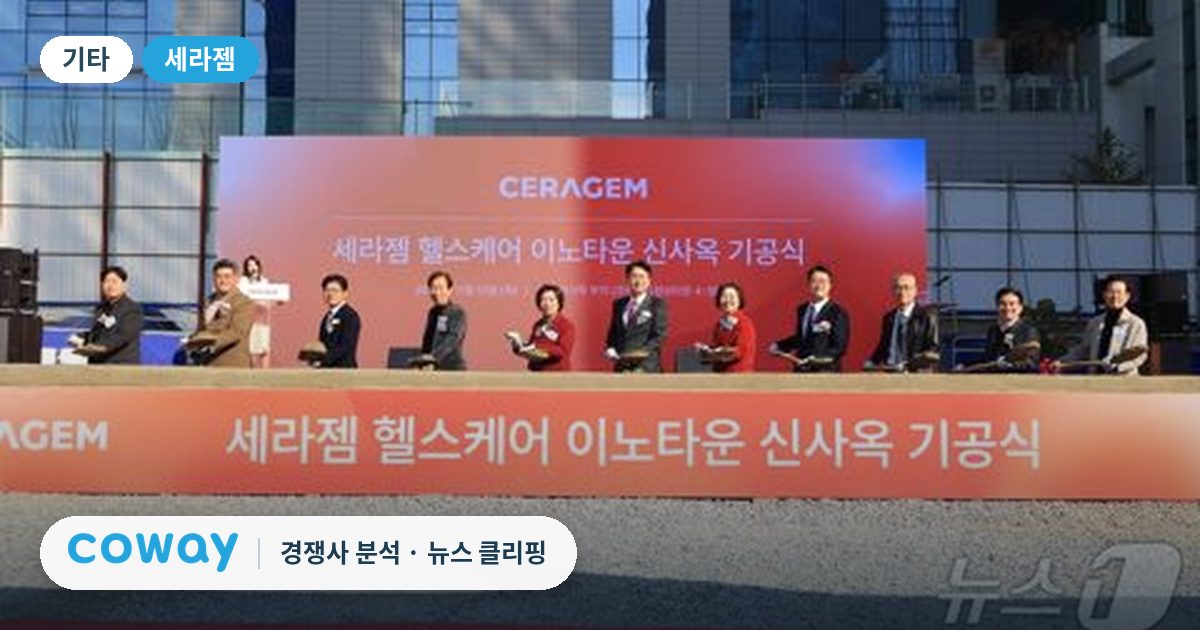 기타
세라젬
CERAGEM
세라젬 헬스케어 이노타운 신사옥 기공식
AGEM
세라젬 헬스케어 이노타운 신사옥 기공식
coway
경쟁사 분석 · 뉴스 클리핑
뉴스1